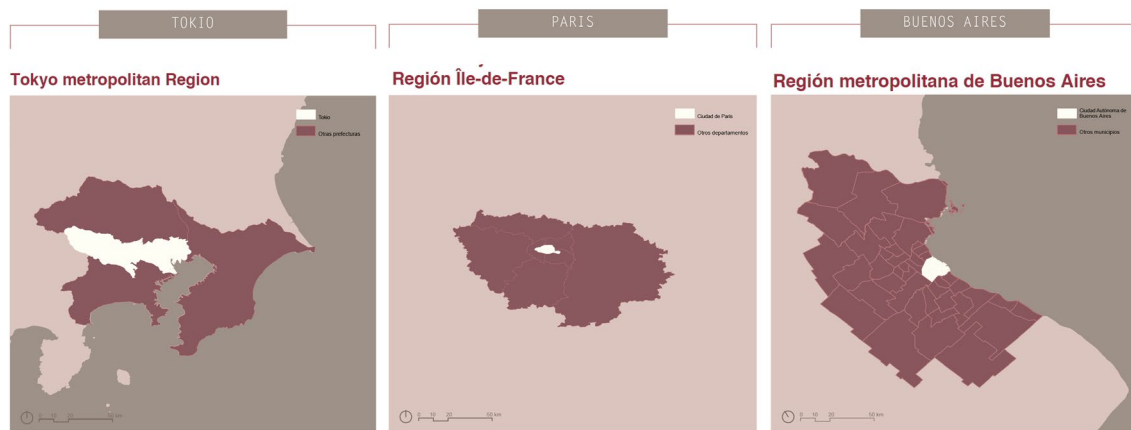 TOKIO
PARIS
BUENOS AIRES
Tokyo metropolitan Region
Región Île-de-France
Región metropolitana de Buenos Aires
Tokio
Otras prefecturas
Ciudad de París
Otros departamentos
Ciudad Autónoma de
Buenos Aires
Otros municipios
0 10 20 50 km
0 10 20 50 km
0 10 20 50 km